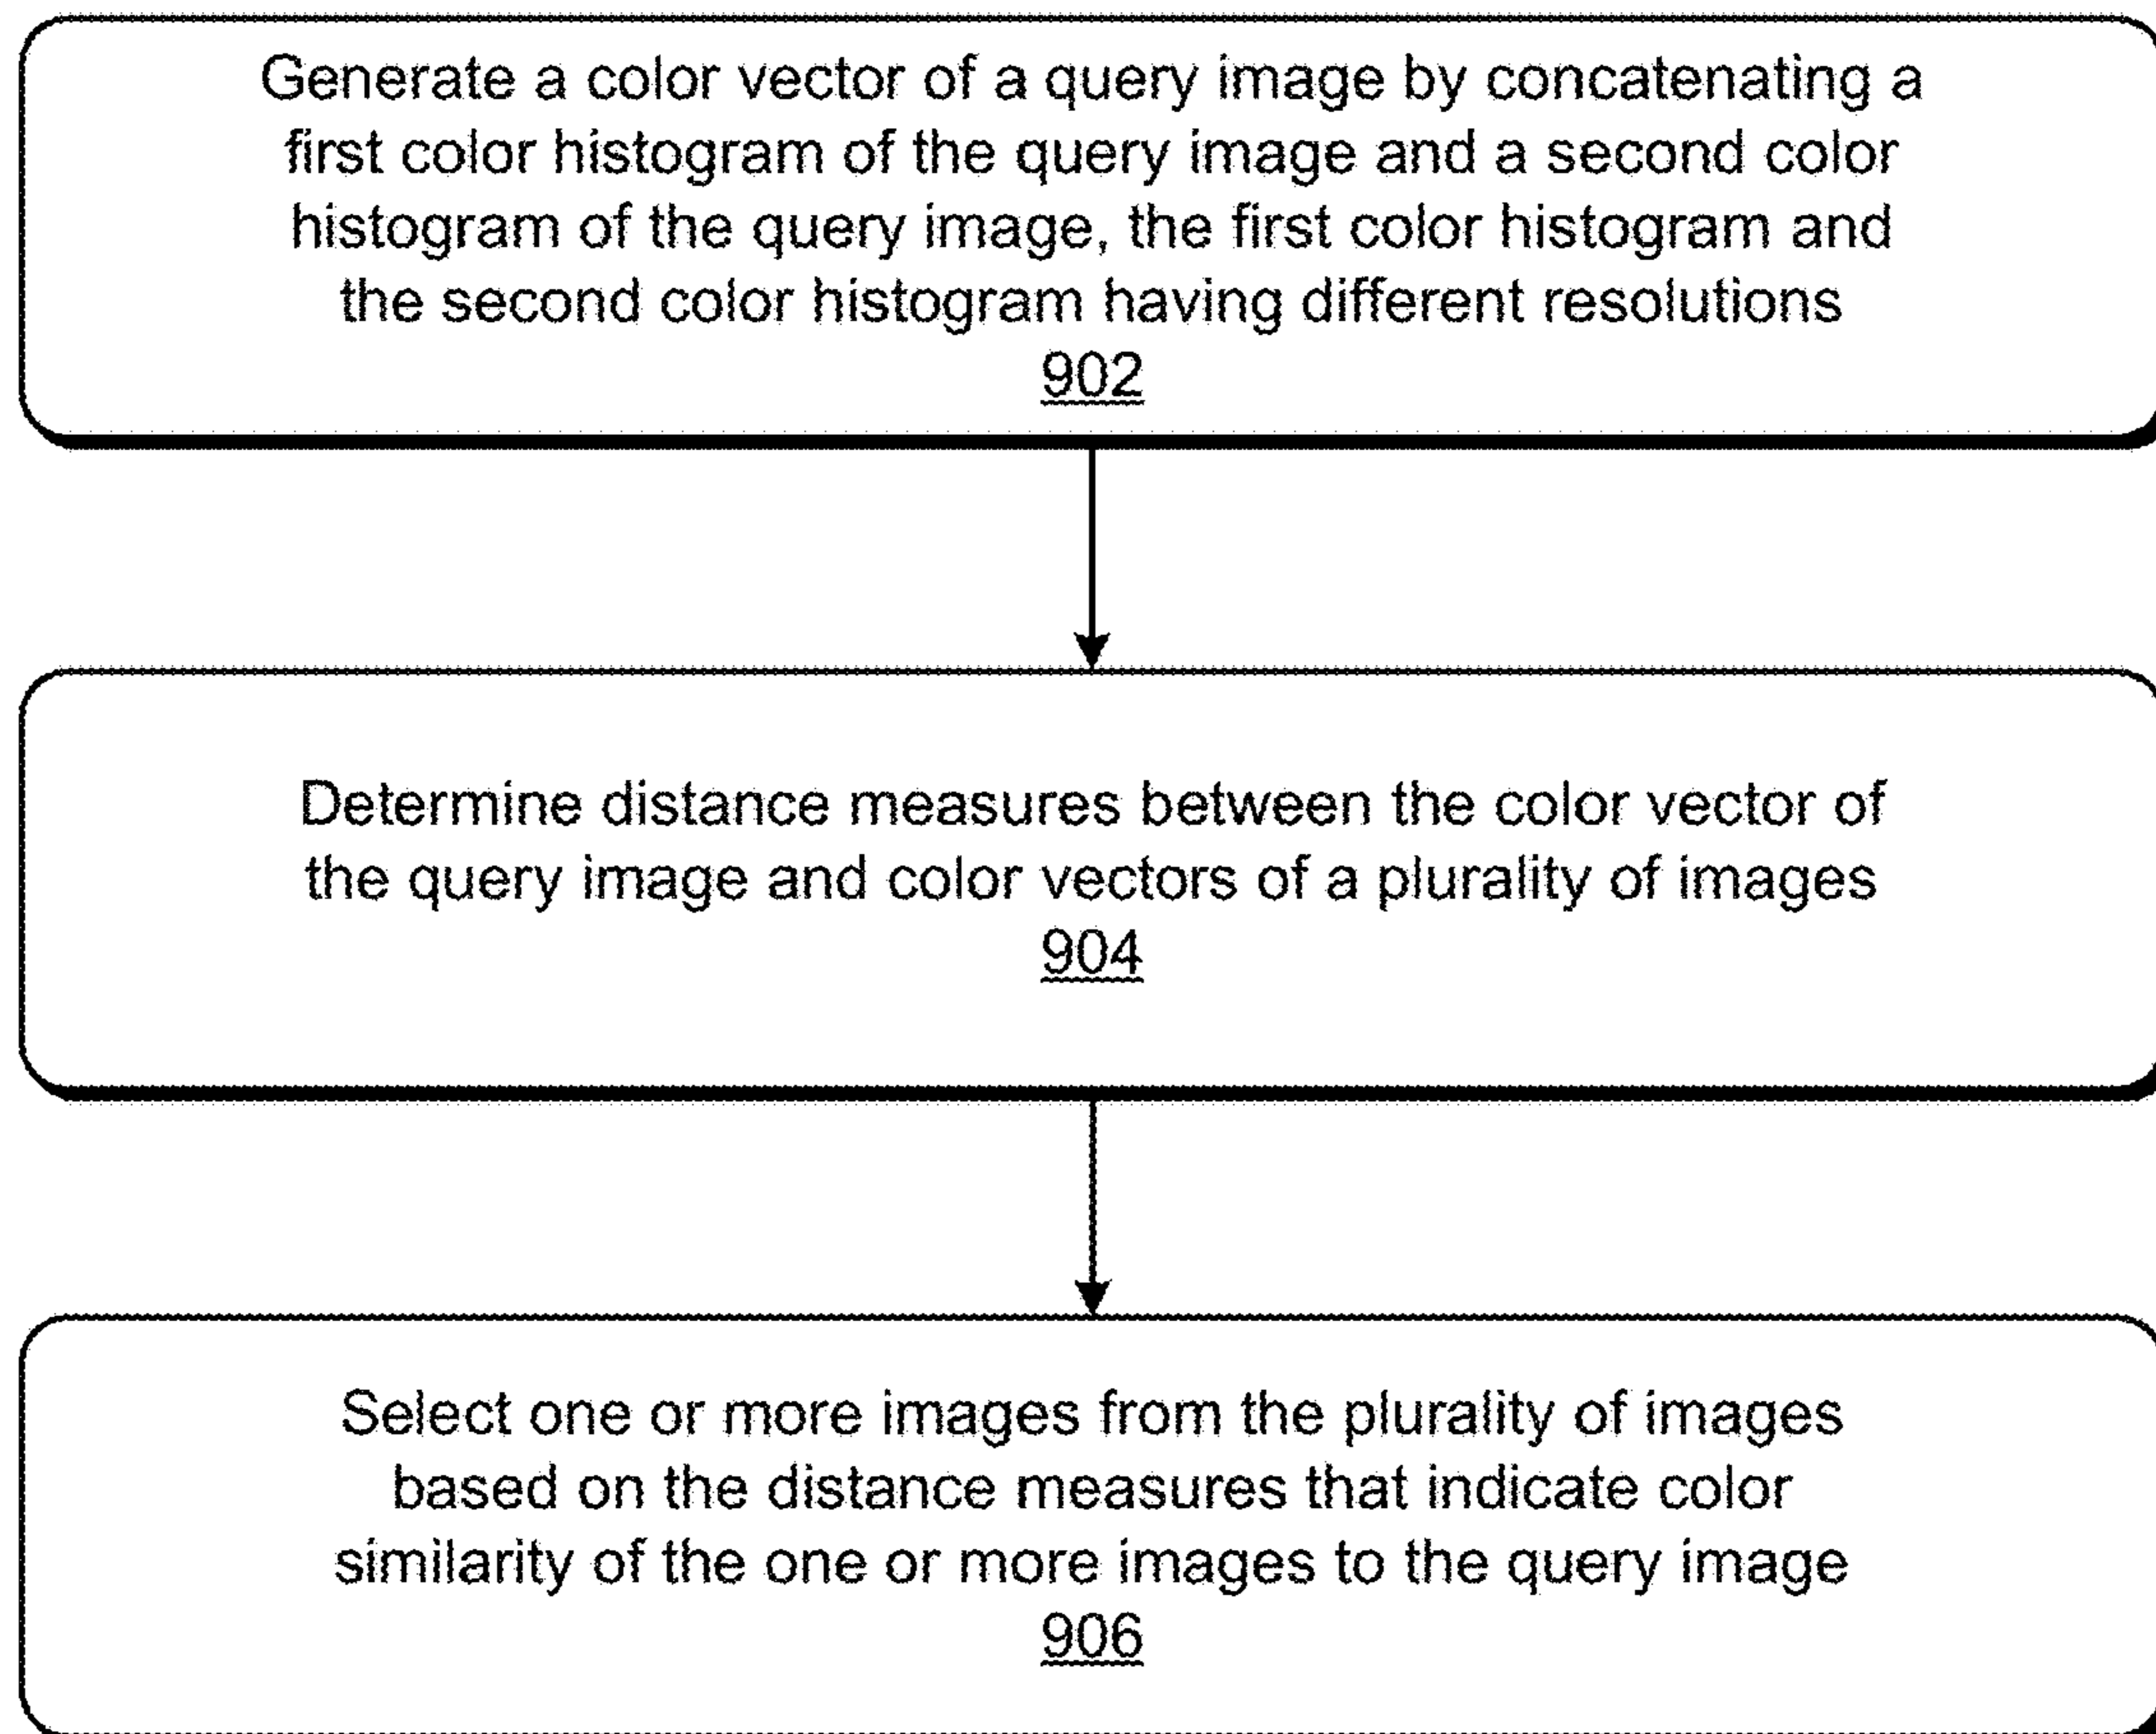 Generate a color vector of a query image by concatenating a
first color histogram of the query image and a second color
histogram of the query image, the first color histogram and
the second color histogram having different resolutions
902
Determine distance measures between the color vector of
the query image and color vectors of a plurality of images
904
Select one or more images from the plurality of images
based on the distance measures that indicate color
similarity of the one or more images to the query image
906